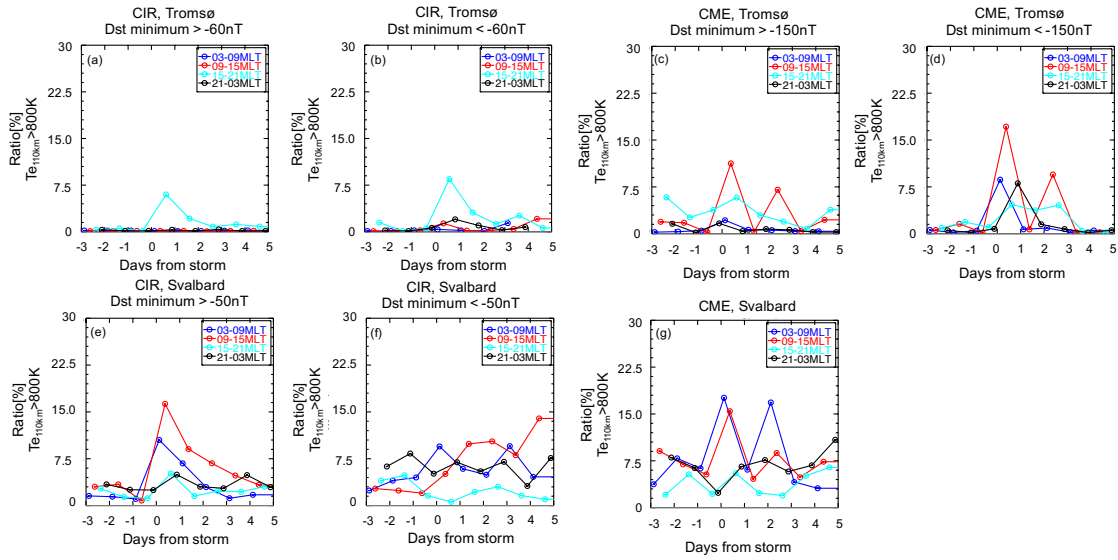 CIR, Tromsø
Dst minimum > -60nT
30
22.5
15.0
7.5
0
Ratio[%]
Te110km>800K
(a)
03-09MLT
09-15MLT
15-21MLT
21-03MLT
-3 -2 -1 0 1 2 3 4 5
Days from storm
CIR, Tromsø
Dst minimum < -60nT
30
22.5
15.0
7.5
0
Ratio[%]
Te110km>800K
(b)
03-09MLT
09-15MLT
15-21MLT
21-03MLT
-3 -2 -1 0 1 2 3 4 5
Days from storm
CME, Tromsø
Dst minimum > -150nT
30
22.5
15.0
7.5
0
Ratio[%]
Te110km>800K
(c)
03-09MLT
09-15MLT
15-21MLT
21-03MLT
-3 -2 -1 0 1 2 3 4 5
Days from storm
CME, Tromsø
Dst minimum < -150nT
30
22.5
15.0
7.5
0
Ratio[%]
Te110km>800K
(d)
03-09MLT
09-15MLT
15-21MLT
21-03MLT
-3 -2 -1 0 1 2 3 4 5
Days from storm
CIR, Svalbard
Dst minimum > -50nT
30
22.5
15.0
7.5
0
Ratio[%]
Te110km>800K
(e)
03-09MLT
09-15MLT
15-21MLT
21-03MLT
-3 -2 -1 0 1 2 3 4 5
Days from storm
CIR, Svalbard
Dst minimum < -50nT
30
22.5
15.0
7.5
0
Ratio[%]
Te110km>800K
(f)
03-09MLT
09-15MLT
15-21MLT
21-03MLT
-3 -2 -1 0 1 2 3 4 5
Days from storm
CME, Svalbard
30
22.5
15.0
7.5
0
Ratio[%]
Te110km>800K
(g)
03-09MLT
09-15MLT
15-21MLT
21-03MLT
-3 -2 -1 0 1 2 3 4 5
Days from storm